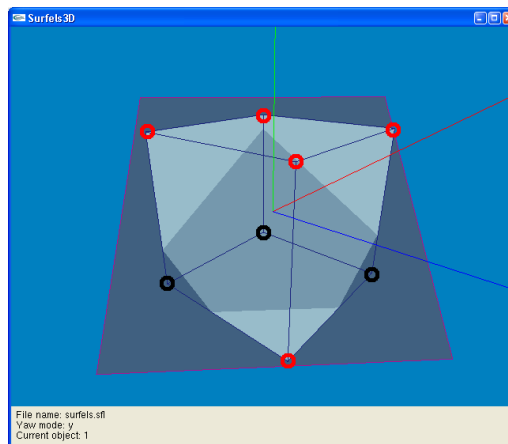 Surfels3D
File name: surfels.sfl
Yaw mode: y
Current object: 1